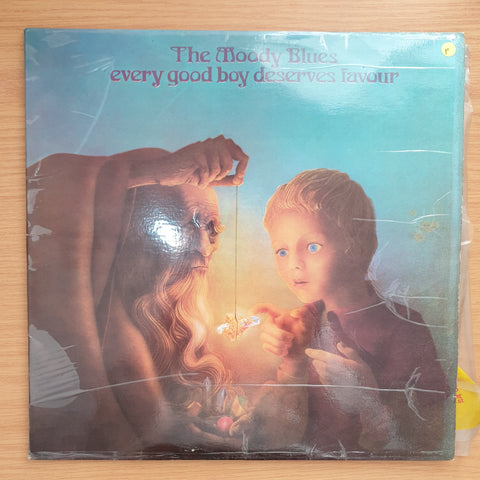 The Moody Blues
every good boy deserves favour